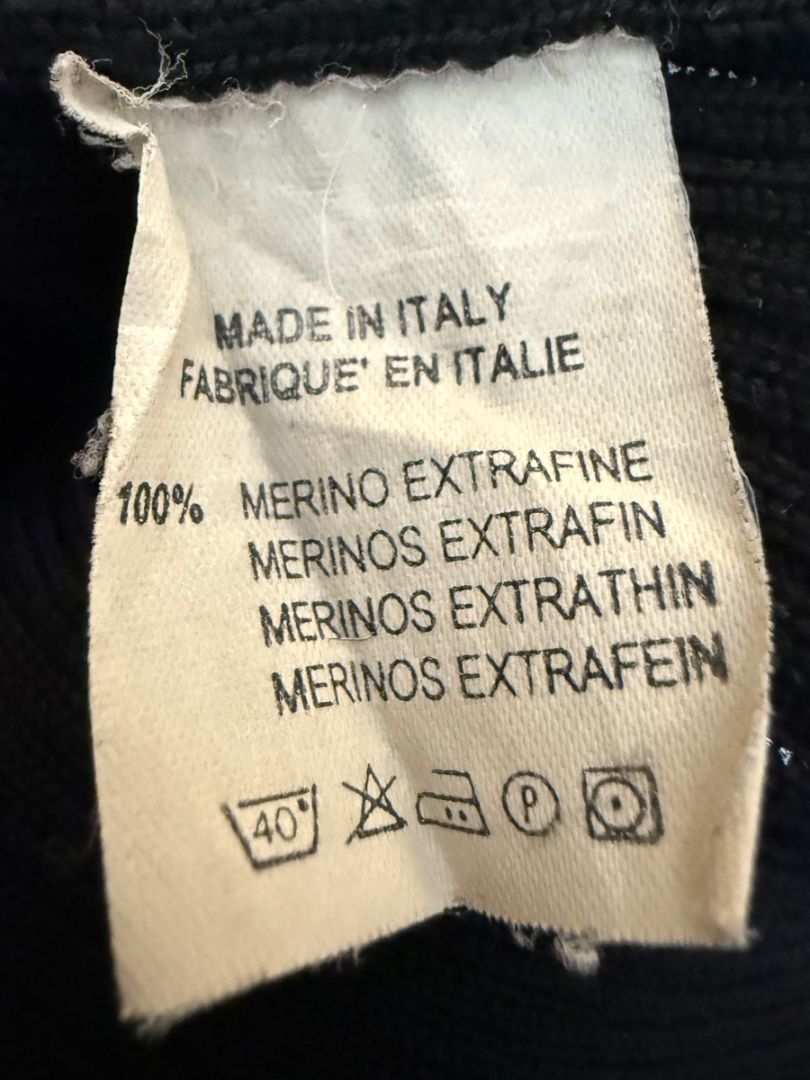 MADE IN ITALY
FABRIQUE' EN ITALIE
100% MERINO EXTRAFINE
MERINOS EXTRAFIN
MERINOS EXTRATHIN
MERINOS EXTRAFEIN
40° P